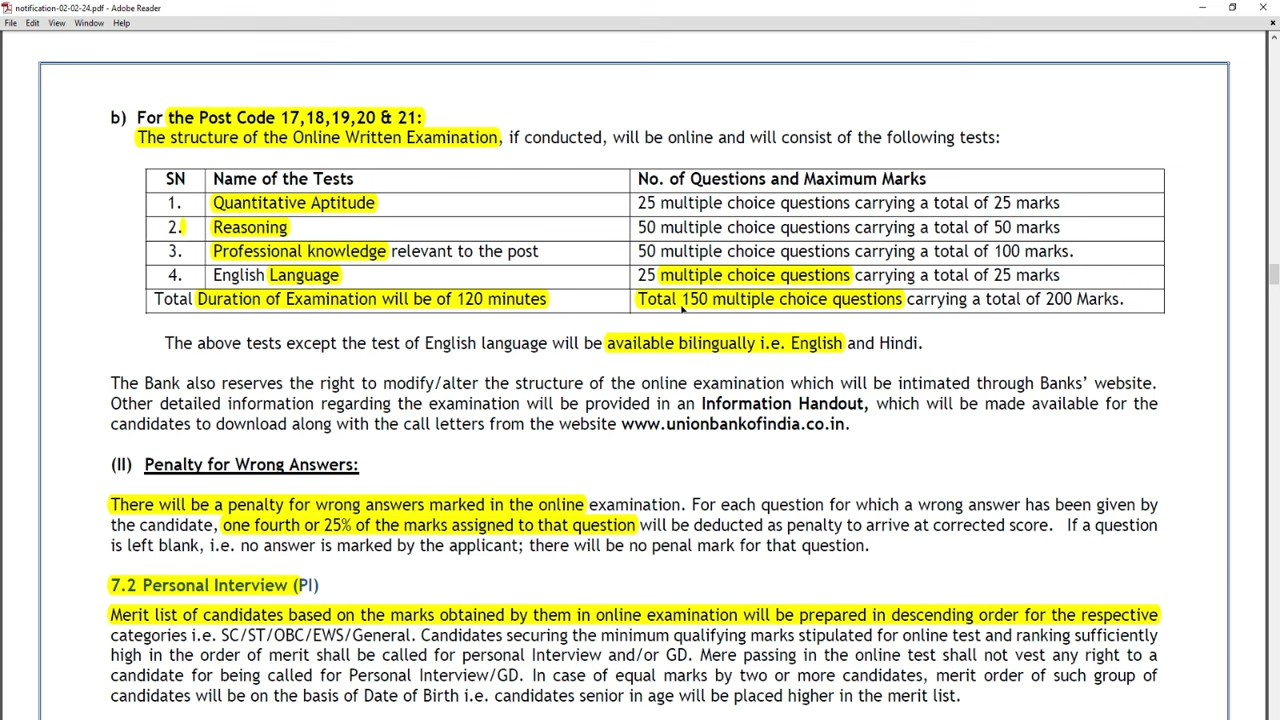 notification-02-02-24.pdf - Adobe Reader
File Edit View Window Help
b) For the Post Code 17,18,19,20 & 21:
The structure of the Online Written Examination, if conducted, will be online and will consist of the following tests:
SN Name of the Tests No. of Questions and Maximum Marks
1. Quantitative Aptitude 25 multiple choice questions carrying a total of 25 marks
2. Reasoning 50 multiple choice questions carrying a total of 50 marks
3. Professional knowledge relevant to the post 50 multiple choice questions carrying a total of 100 marks.
4. English Language 25 multiple choice questions carrying a total of 25 marks
Total Duration of Examination will be of 120 minutes Total 150 multiple choice questions carrying a total of 200 Marks.
The above tests except the test of English language will be available bilingually i.e. English and Hindi.
The Bank also reserves the right to modify/alter the structure of the online examination which will be intimated through Banks’ website.
Other detailed information regarding the examination will be provided in an Information Handout, which will be made available for the
candidates to download along with the call letters from the website www.unionbankofindia.co.in.
(II) Penalty for Wrong Answers:
There will be a penalty for wrong answers marked in the online examination. For each question for which a wrong answer has been given by
the candidate, one fourth or 25% of the marks assigned to that question will be deducted as penalty to arrive at corrected score. If a question
is left blank, i.e. no answer is marked by the applicant; there will be no penal mark for that question.
7.2 Personal Interview (PI)
Merit list of candidates based on the marks obtained by them in online examination will be prepared in descending order for the respective
categories i.e. SC/ST/OBC/EWS/General. Candidates securing the minimum qualifying marks stipulated for online test and ranking sufficiently
high in the order of merit shall be called for personal Interview and/or GD. Mere passing in the online test shall not vest any right to a
candidate for being called for Personal Interview/GD. In case of equal marks by two or more candidates, merit order of such group of
candidates will be on the basis of Date of Birth i.e. candidates senior in age will be placed higher in the merit list.